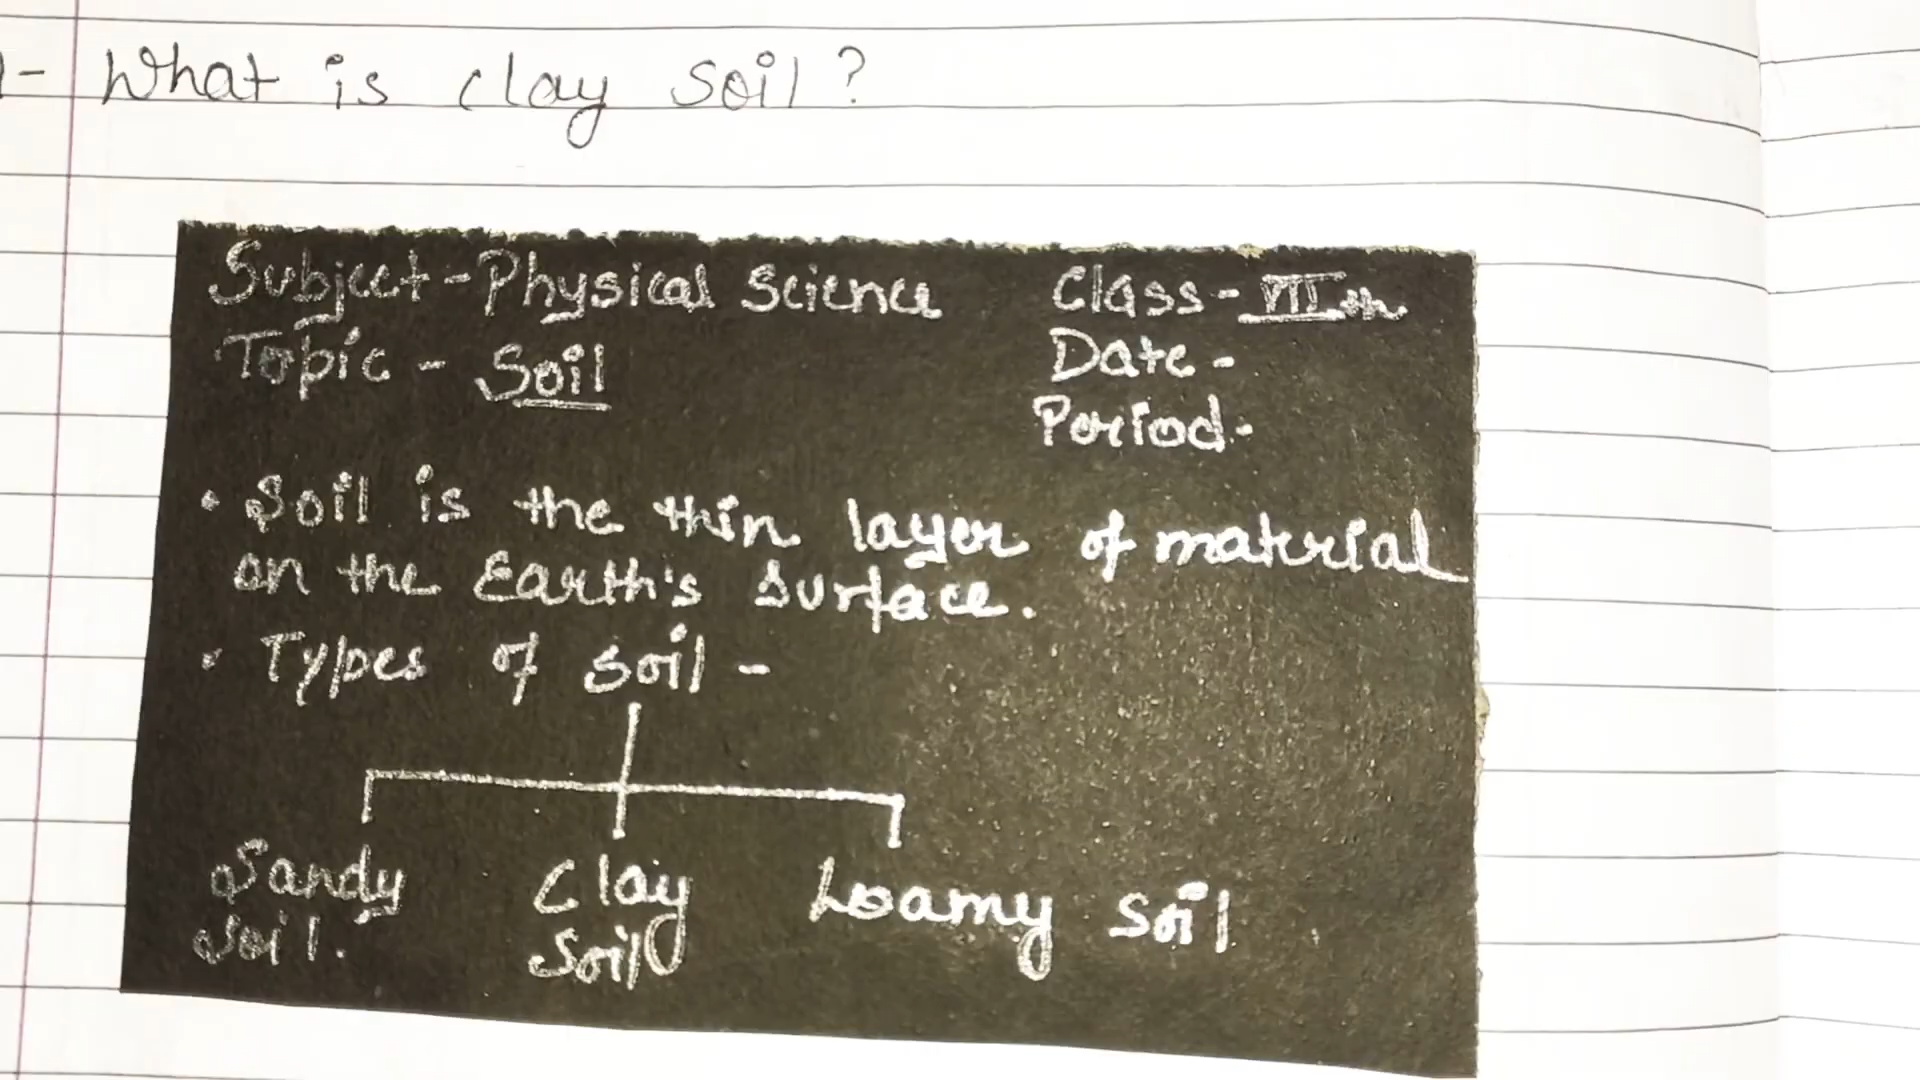 - What is clay soil?
Subject-Physical Science
Class- VIIth
Topic - Soil
Date -
Period -
• Soil is the thin layer of material
on the Earth's surface.
• Types of soil -
Sandy soil.
Clay soil
Loamy soil